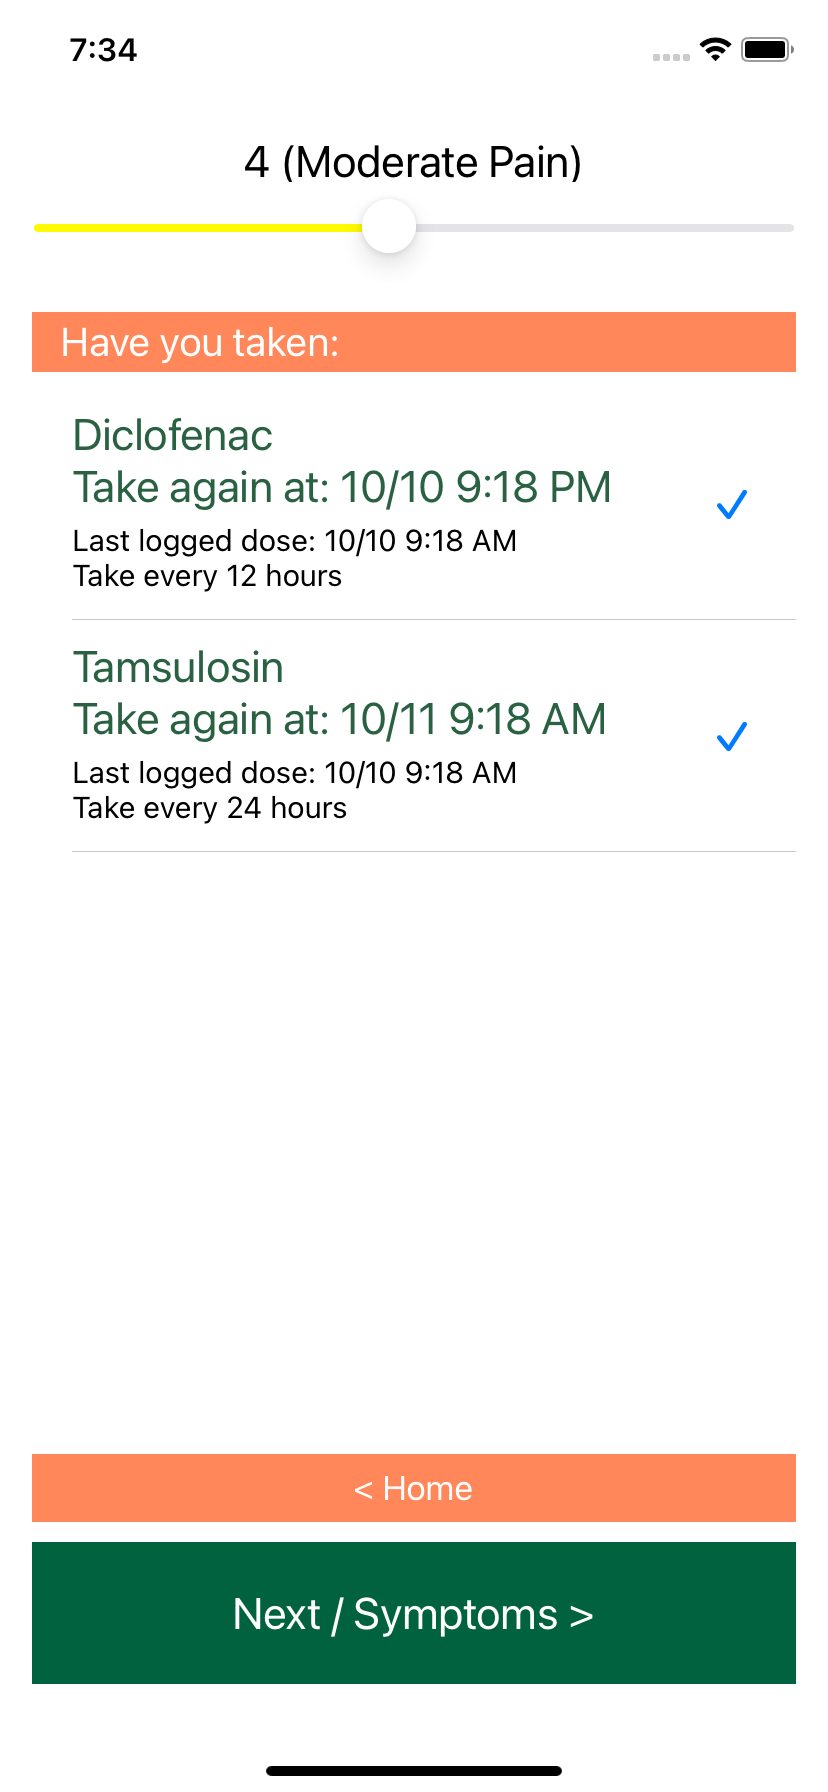 7:34
4 (Moderate Pain)
Have you taken:
Diclofenac
Take again at: 10/10 9:18 PM
Last logged dose: 10/10 9:18 AM
Take every 12 hours
Tamsulosin
Take again at: 10/11 9:18 AM
Last logged dose: 10/10 9:18 AM
Take every 24 hours
< Home
Next / Symptoms >